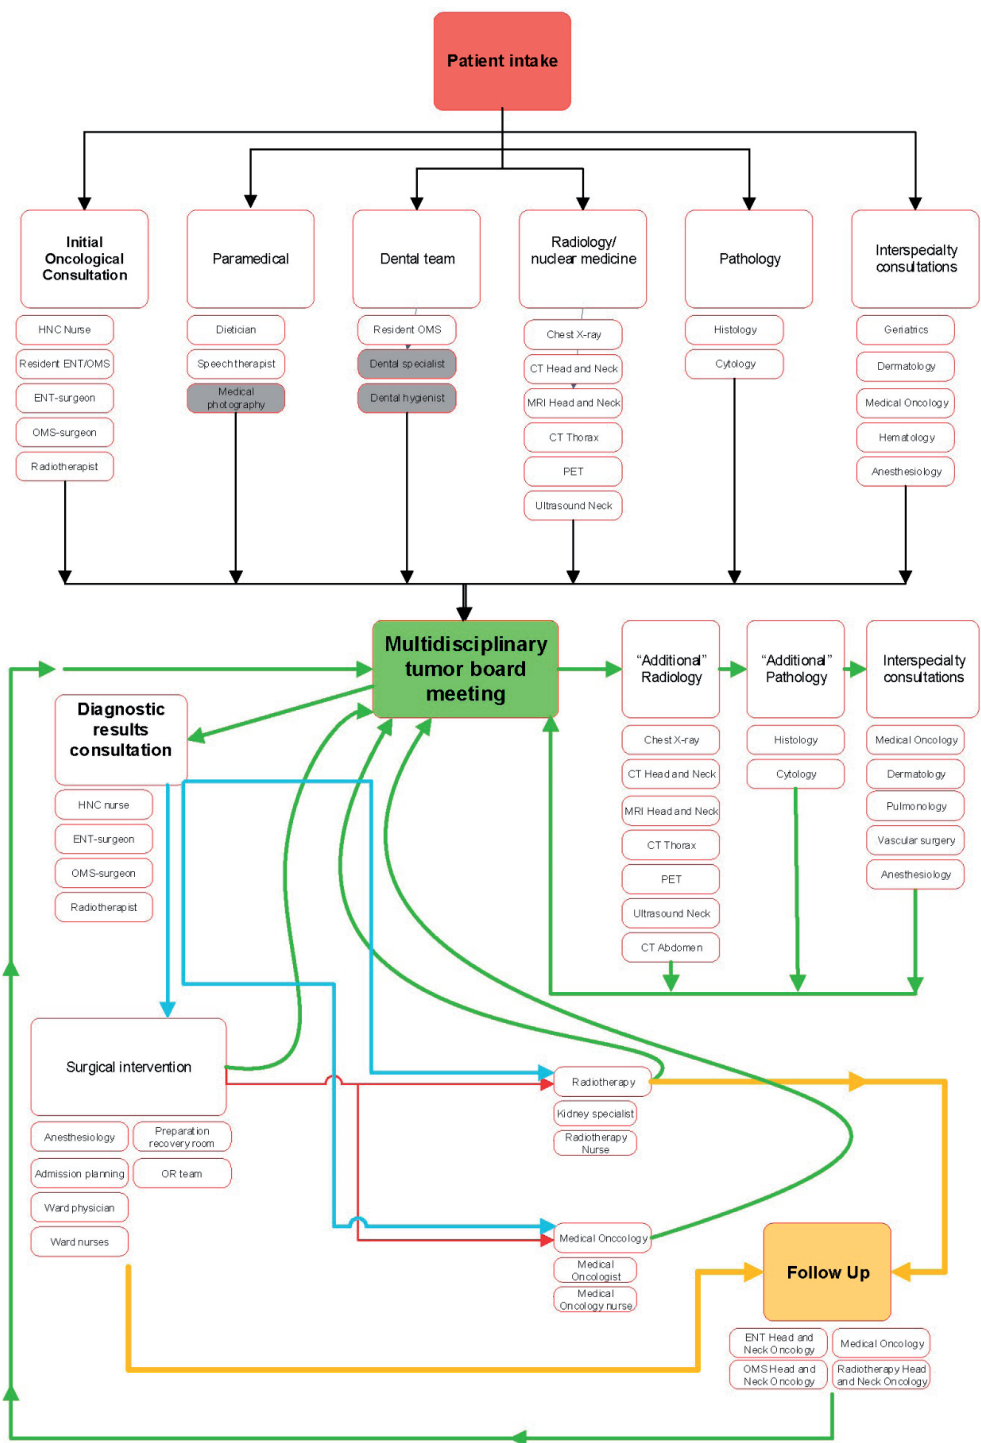 Patient intake
Initial
Oncological
Consultation
Paramedical
Dental team
Radiology/
nuclear medicine
Pathology
Interspecialty
consultations
HNC Nurse
Resident ENT/OMS
ENT-surgeon
OMS-surgeon
Radiotherapist
Dietician
Speech therapist
Medical
photography
Resident OMS
Dental specialist
Dental hygienist
Chest X-ray
CT Head and Neck
MRI Head and Neck
CT Thorax
PET
Ultrasound Neck
Histology
Cytology
Geriatrics
Dermatology
Medical Oncology
Hematology
Anesthesiology
Multidisciplinary
tumor board
meeting
"Additional"
Radiology
"Additional"
Pathology
Interspecialty
consultations
Diagnostic
results
consultation
HNC nurse
ENT-surgeon
OMS-surgeon
Radiotherapist
Chest X-ray
CT Head and Neck
MRI Head and Neck
CT Thorax
PET
Ultrasound Neck
CT Abdomen
Histology
Cytology
Medical Oncology
Dermatology
Pulmonology
Vascular surgery
Anesthesiology
Surgical intervention
Anesthesiology
Preparation
recovery room
Admission planning
OR team
Ward physician
Ward nurses
Radiotherapy
Kidney specialist
Radiotherapy
Nurse
Medical Onccology
Medical
Oncologist
Medical
Oncology nurse
Follow Up
ENT Head and
Neck Oncology
Medical Oncology
OMS Head and
Neck Oncology
Radiotherapy Head
and Neck Oncology